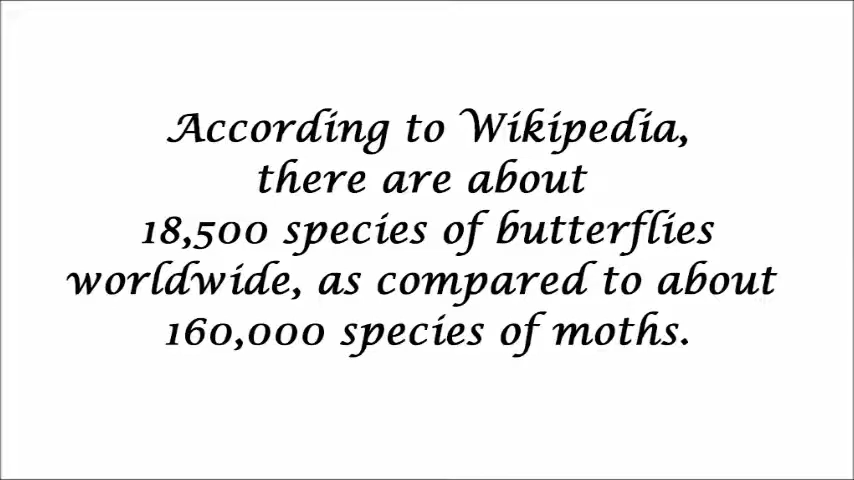 According to Wikipedia,
there are about
18,500 species of butterflies
worldwide, as compared to about
160,000 species of moths.